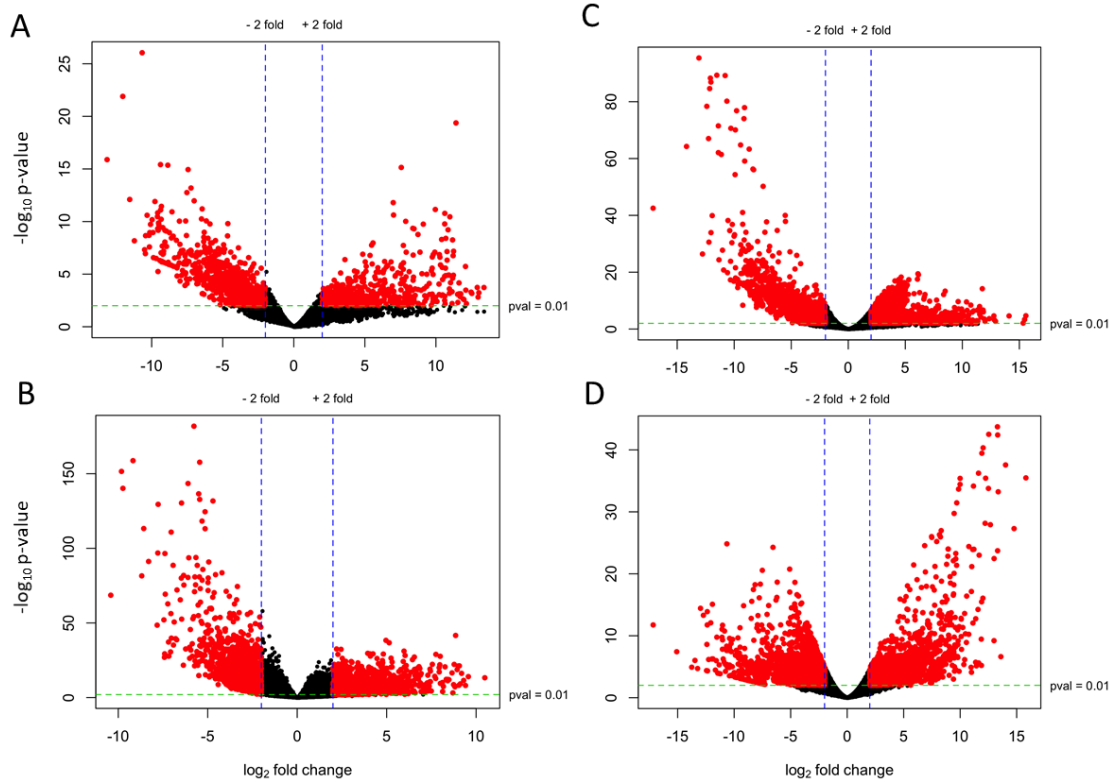 A
- 2 fold + 2 fold
-log10 p-value
25
20
15
10
5
0
pval = 0.01
-10 -5 0 5 10
C
- 2 fold + 2 fold
80
60
40
20
0
pval = 0.01
-15 -10 -5 0 5 10 15
B
- 2 fold + 2 fold
-log10 p-value
150
100
50
0
pval = 0.01
-10 -5 0 5 10
log2 fold change
D
- 2 fold + 2 fold
40
30
20
10
0
pval = 0.01
-15 -10 -5 0 5 10 15
log2 fold change